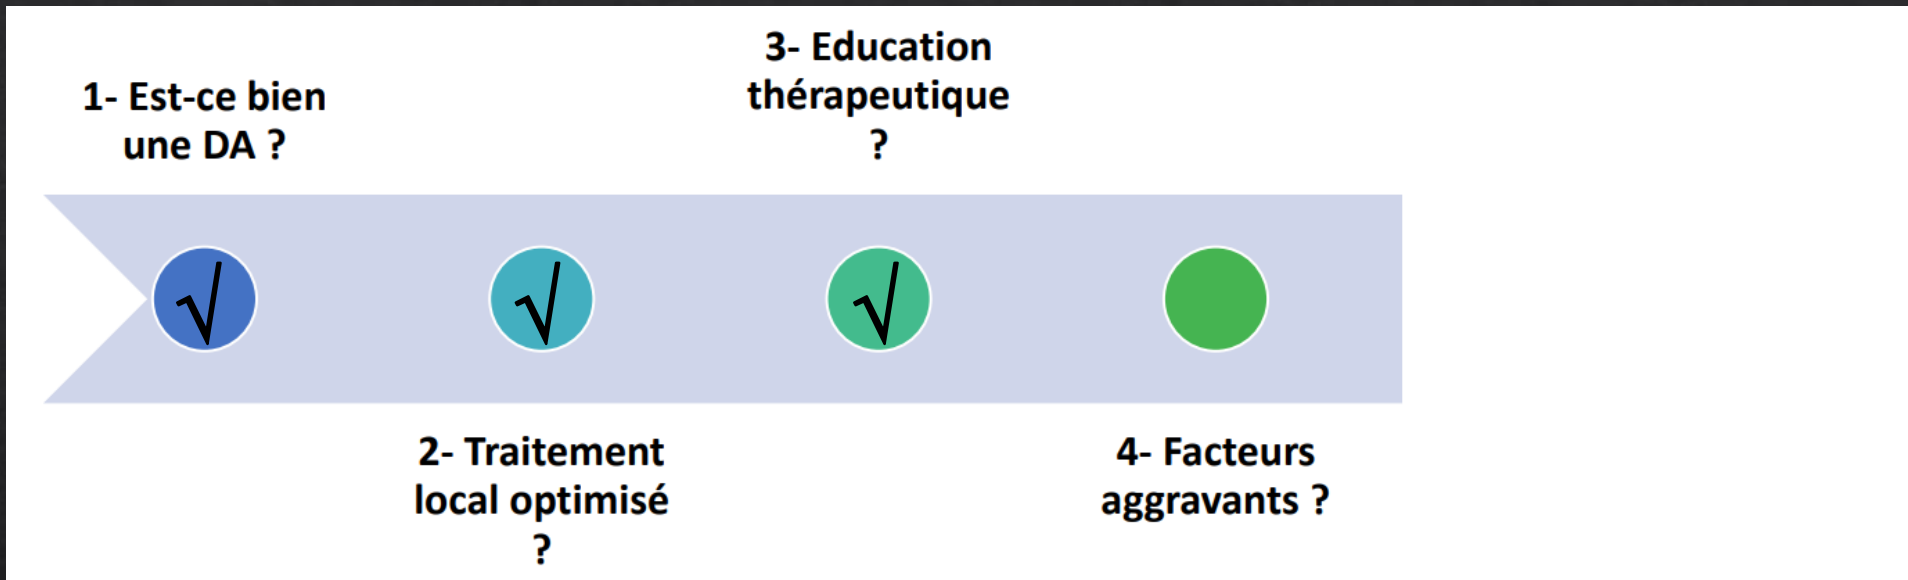 1- Est-ce bien
une DA ?
2- Traitement
local optimisé
?
3- Education
thérapeutique
?
4- Facteurs
aggravants ?